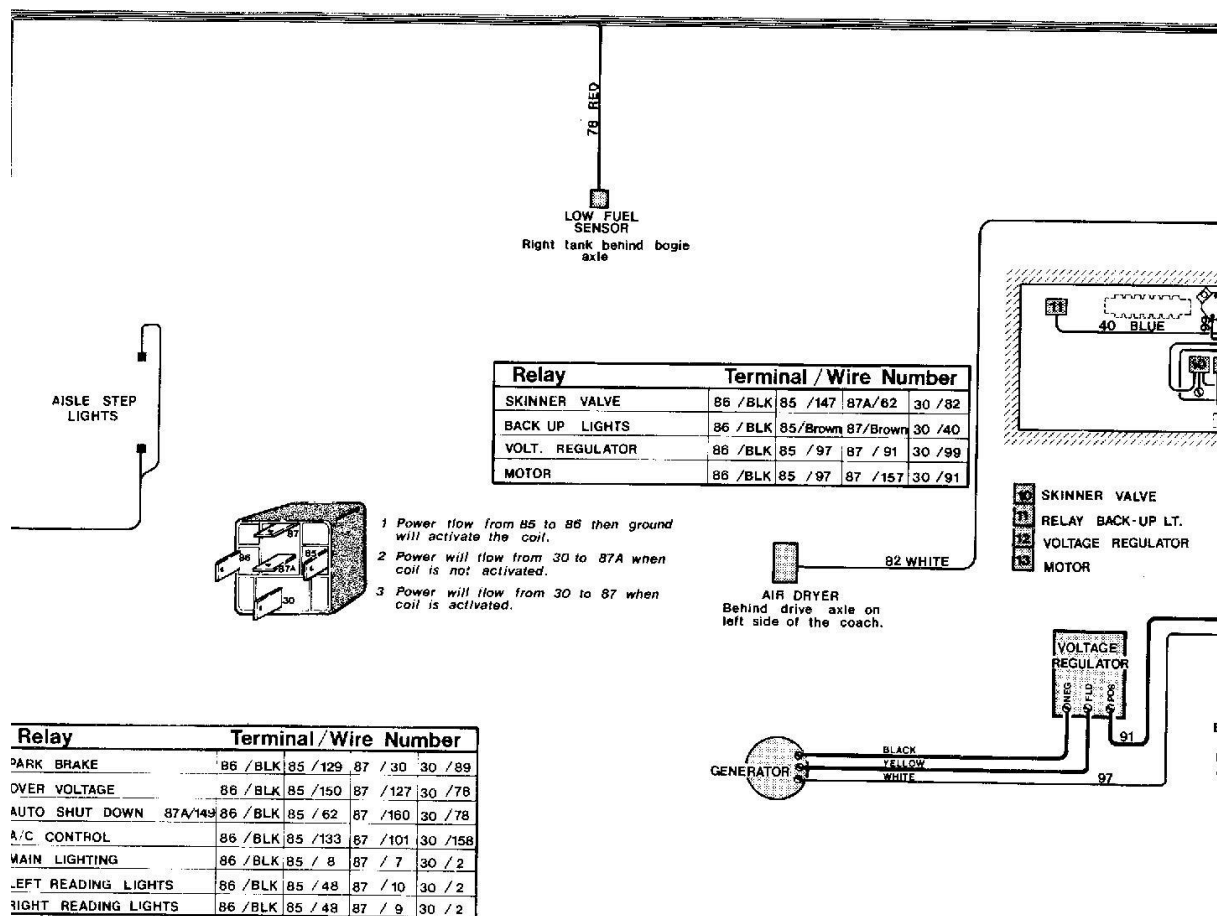 78 RED
LOW FUEL
SENSOR
Right tank behind bogie
axle
11
40 BLUE
99
10
AISLE STEP
LIGHTS
Relay Terminal / Wire Number
SKINNER VALVE 86 /BLK 85 /147 87A/62 30 /82
BACK UP LIGHTS 86 /BLK 85/Brown 87/Brown 30 /40
VOLT. REGULATOR 86 /BLK 85 /97 87 /91 30 /99
MOTOR 86 /BLK 85 /97 87 /157 30 /91
10 SKINNER VALVE
11 RELAY BACK-UP LT.
12 VOLTAGE REGULATOR
13 MOTOR
87
86
85
87A
30
1 Power flow from 85 to 86 then ground
will activate the coil.
2 Power will flow from 30 to 87A when
coil is not activated.
3 Power will flow from 30 to 87 when
coil is activated.
82 WHITE
AIR DRYER
Behind drive axle on
left side of the coach.
VOLTAGE
REGULATOR
NEG
FLD
POS
91
BLACK
YELLOW
WHITE
97
GENERATOR
Relay Terminal / Wire Number
PARK BRAKE 86 /BLK 85 /129 87 /30 30 /89
OVER VOLTAGE 86 /BLK 85 /150 87 /127 30 /76
AUTO SHUT DOWN 87A/149 86 /BLK 85 /62 87 /160 30 /78
A/C CONTROL 86 /BLK 85 /133 87 /101 30 /158
MAIN LIGHTING 86 /BLK 85 / 8 87 / 7 30 / 2
LEFT READING LIGHTS 86 /BLK 85 / 48 87 / 10 30 / 2
RIGHT READING LIGHTS 86 /BLK 85 / 49 87 / 9 30 / 2